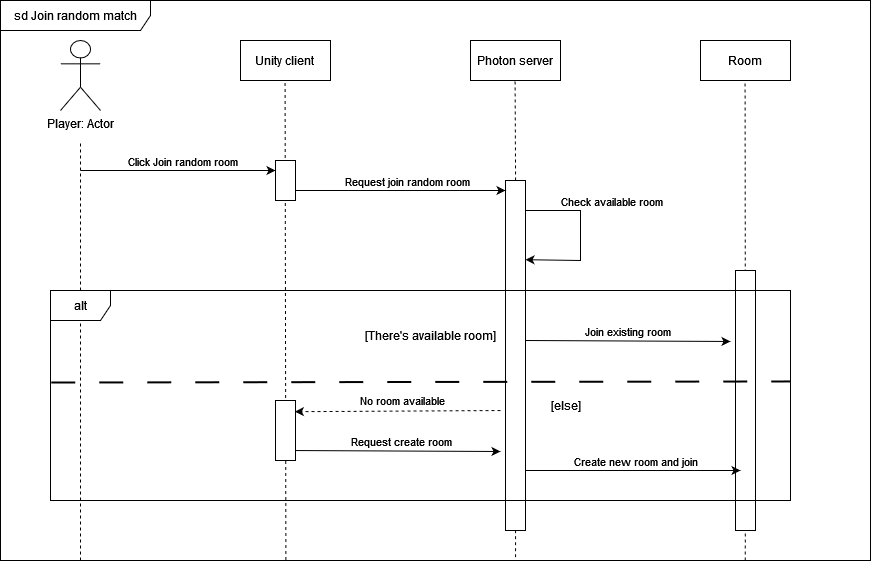 sd Join random match
Unity client
Photon server
Room
Player: Actor
Click Join random room
Request join random room
Check available room
alt
[There's available room]
Join existing room
No room available
[else]
Request create room
Create new room and join